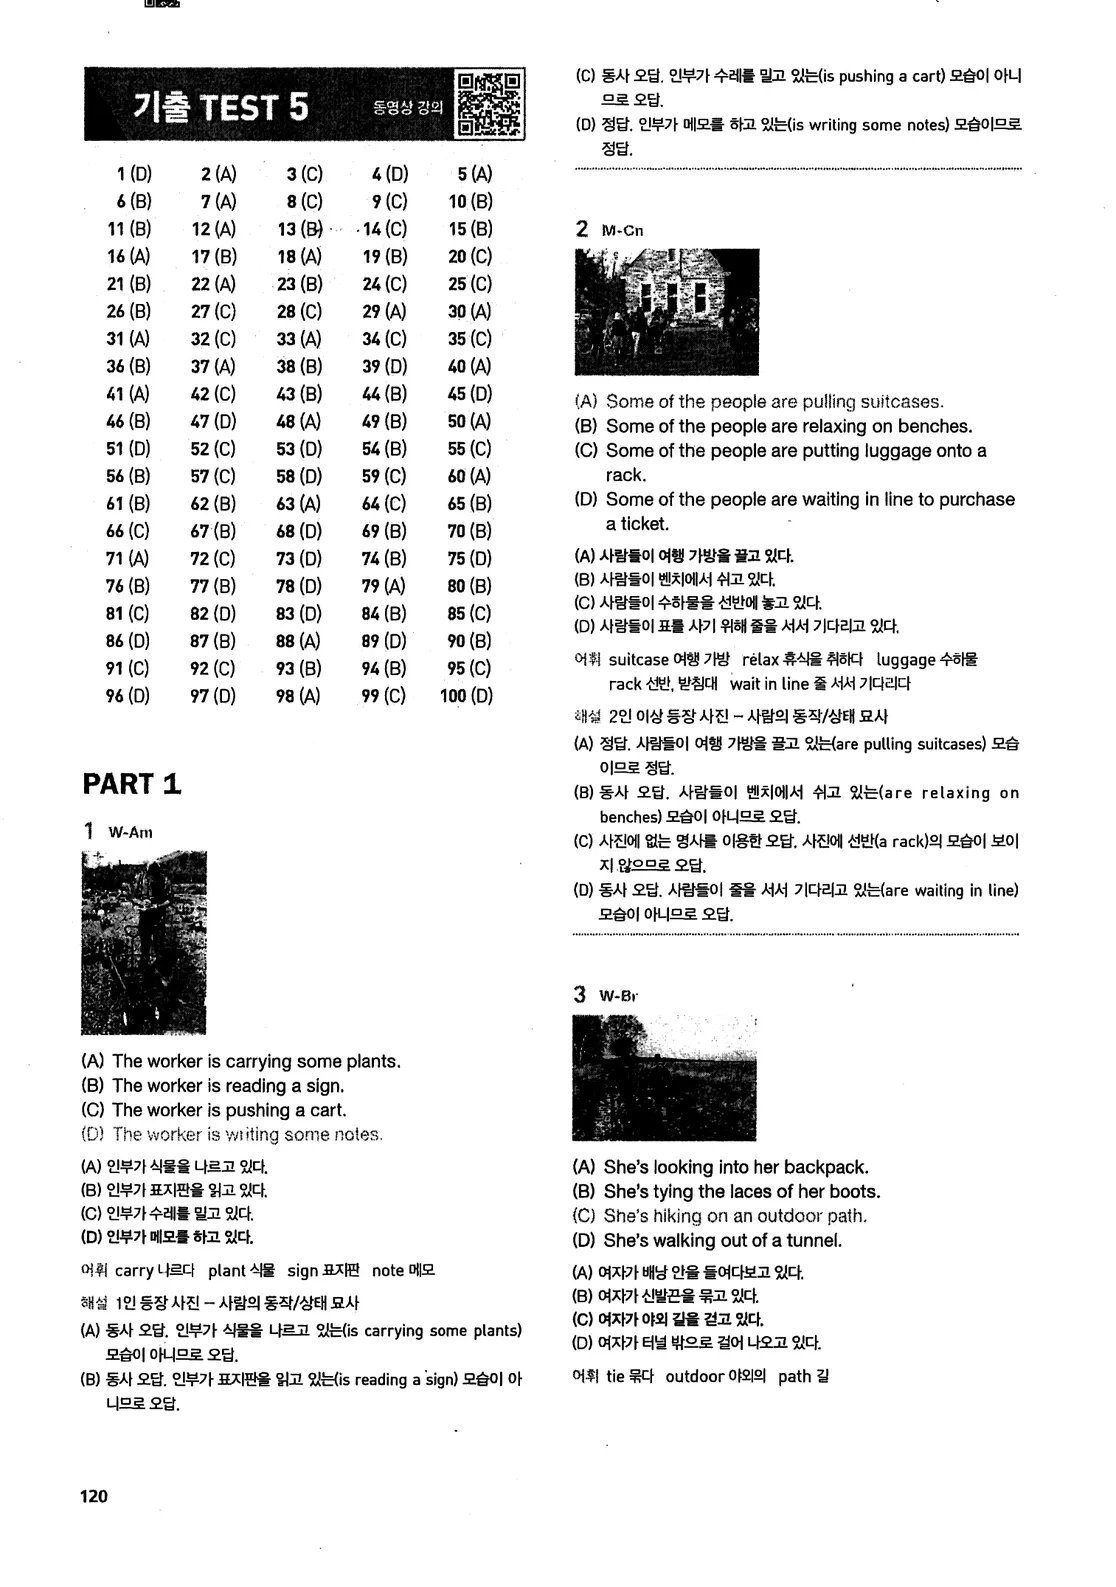 기출 TEST 5 동영상 강의
1 (D) 2 (A) 3 (C) 4 (D) 5 (A)
6 (B) 7 (A) 8 (C) 9 (C) 10 (B)
11 (B) 12 (A) 13 (B) 14 (C) 15 (B)
16 (A) 17 (B) 18 (A) 19 (B) 20 (C)
21 (B) 22 (A) 23 (B) 24 (C) 25 (C)
26 (B) 27 (C) 28 (C) 29 (A) 30 (A)
31 (A) 32 (C) 33 (A) 34 (C) 35 (C)
36 (B) 37 (A) 38 (B) 39 (D) 40 (A)
41 (A) 42 (C) 43 (B) 44 (B) 45 (D)
46 (B) 47 (D) 48 (A) 49 (B) 50 (A)
51 (D) 52 (C) 53 (D) 54 (B) 55 (C)
56 (B) 57 (C) 58 (D) 59 (C) 60 (A)
61 (B) 62 (B) 63 (A) 64 (C) 65 (B)
66 (C) 67 (B) 68 (D) 69 (B) 70 (B)
71 (A) 72 (C) 73 (D) 74 (B) 75 (D)
76 (B) 77 (B) 78 (D) 79 (A) 80 (B)
81 (C) 82 (D) 83 (D) 84 (B) 85 (C)
86 (D) 87 (B) 88 (A) 89 (D) 90 (B)
91 (C) 92 (C) 93 (B) 94 (B) 95 (C)
96 (D) 97 (D) 98 (A) 99 (C) 100 (D)
PART 1
1 W-Am
(A) The worker is carrying some plants.
(B) The worker is reading a sign.
(C) The worker is pushing a cart.
(D) The worker is writing some notes.
(A) 인부가 식물을 나르고 있다.
(B) 인부가 표지판을 읽고 있다.
(C) 인부가 수레를 밀고 있다.
(D) 인부가 메모를 하고 있다.
어휘 carry 나르다 plant 식물 sign 표지판 note 메모
해설 1인 등장 사진 – 사람의 동작/상태 묘사
(A) 동사 오답. 인부가 식물을 나르고 있는(is carrying some plants)
모습이 아니므로 오답.
(B) 동사 오답. 인부가 표지판을 읽고 있는(is reading a sign) 모습이 아
니므로 오답.
(C) 동사 오답. 인부가 수레를 밀고 있는(is pushing a cart) 모습이 아니
므로 오답.
(D) 정답. 인부가 메모를 하고 있는(is writing some notes) 모습이므로
정답.
2 M-Cn
(A) Some of the people are pulling suitcases.
(B) Some of the people are relaxing on benches.
(C) Some of the people are putting luggage onto a
rack.
(D) Some of the people are waiting in line to purchase
a ticket.
(A) 사람들이 여행 가방을 끌고 있다.
(B) 사람들이 벤치에서 쉬고 있다.
(C) 사람들이 수하물을 선반에 놓고 있다.
(D) 사람들이 표를 사기 위해 줄을 서서 기다리고 있다.
어휘 suitcase 여행 가방 relax 휴식을 취하다 luggage 수하물
rack 선반, 받침대 wait in line 줄 서서 기다리다
해설 2인 이상 등장 사진 – 사람의 동작/상태 묘사
(A) 정답. 사람들이 여행 가방을 끌고 있는(are pulling suitcases) 모습
이므로 정답.
(B) 동사 오답. 사람들이 벤치에서 쉬고 있는(are relaxing on
benches) 모습이 아니므로 오답.
(C) 사진에 없는 명사를 이용한 오답. 사진에 선반(a rack)의 모습이 보이
지 않으므로 오답.
(D) 동사 오답. 사람들이 줄을 서서 기다리고 있는(are waiting in line)
모습이 아니므로 오답.
3 W-Br
(A) She's looking into her backpack.
(B) She's tying the laces of her boots.
(C) She's hiking on an outdoor path.
(D) She's walking out of a tunnel.
(A) 여자가 배낭 안을 들여다보고 있다.
(B) 여자가 신발끈을 묶고 있다.
(C) 여자가 야외 길을 걷고 있다.
(D) 여자가 터널 밖으로 걸어 나오고 있다.
어휘 tie 묶다 outdoor 야외의 path 길
120